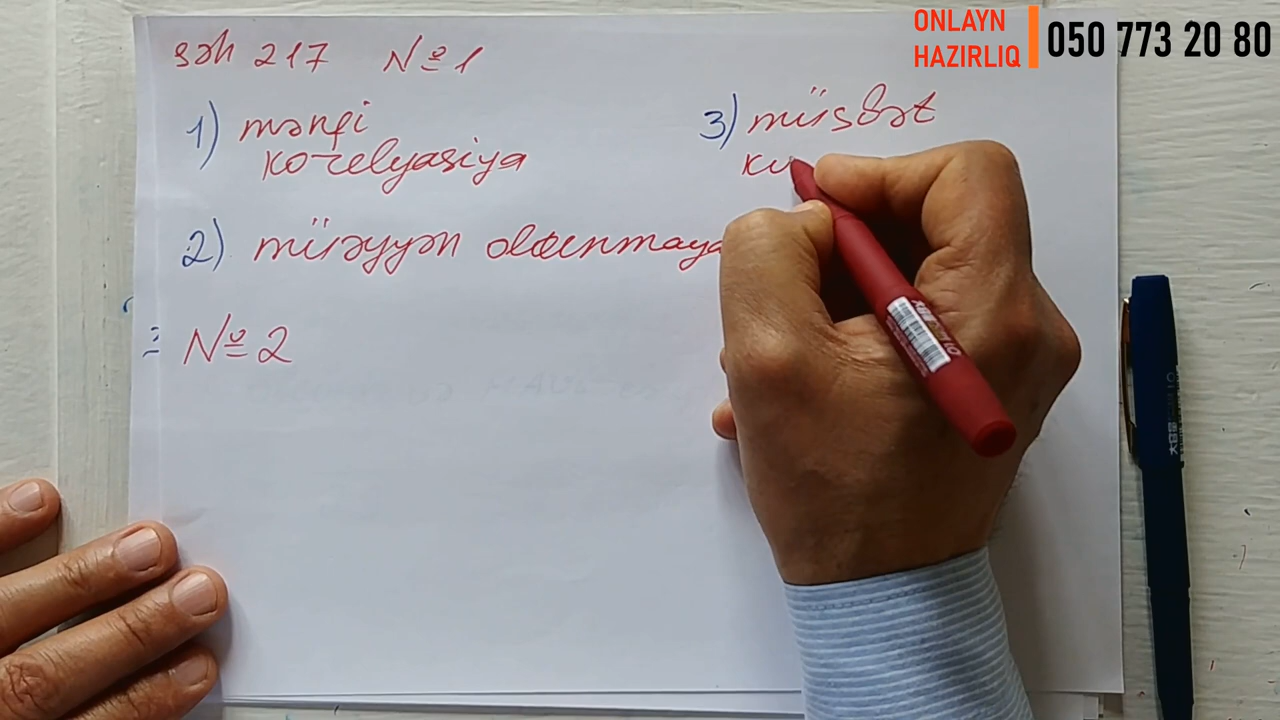 ONLAYN
HAZIRLIQ
050 773 20 80
səh 217 № 1
1) mənfi
korelyasiya
2) müəyyən olunmaya
3) müsbət
№ 2